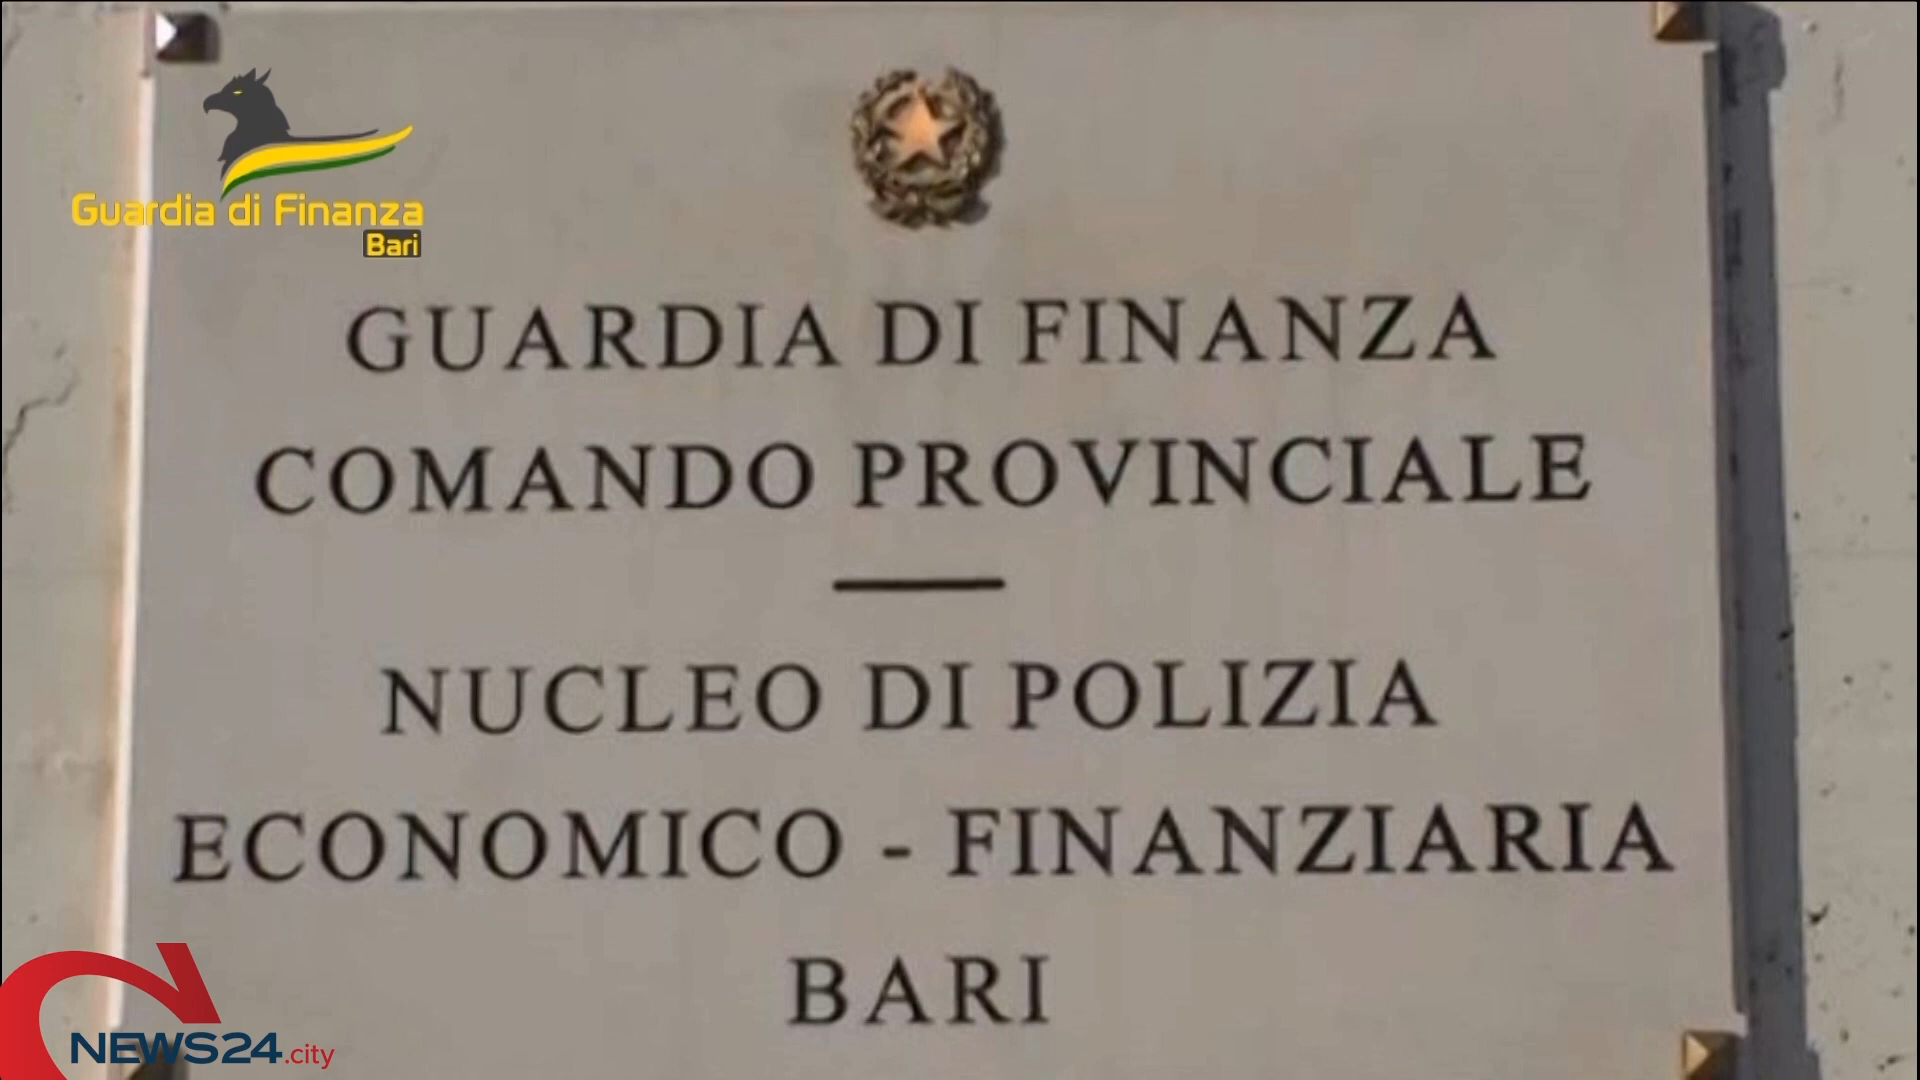 Guardia di Finanza
Bari
GUARDIA DI FINANZA
COMANDO PROVINCIALE
NUCLEO DI POLIZIA
ECONOMICO - FINANZIARIA
BARI
NEWS24.city